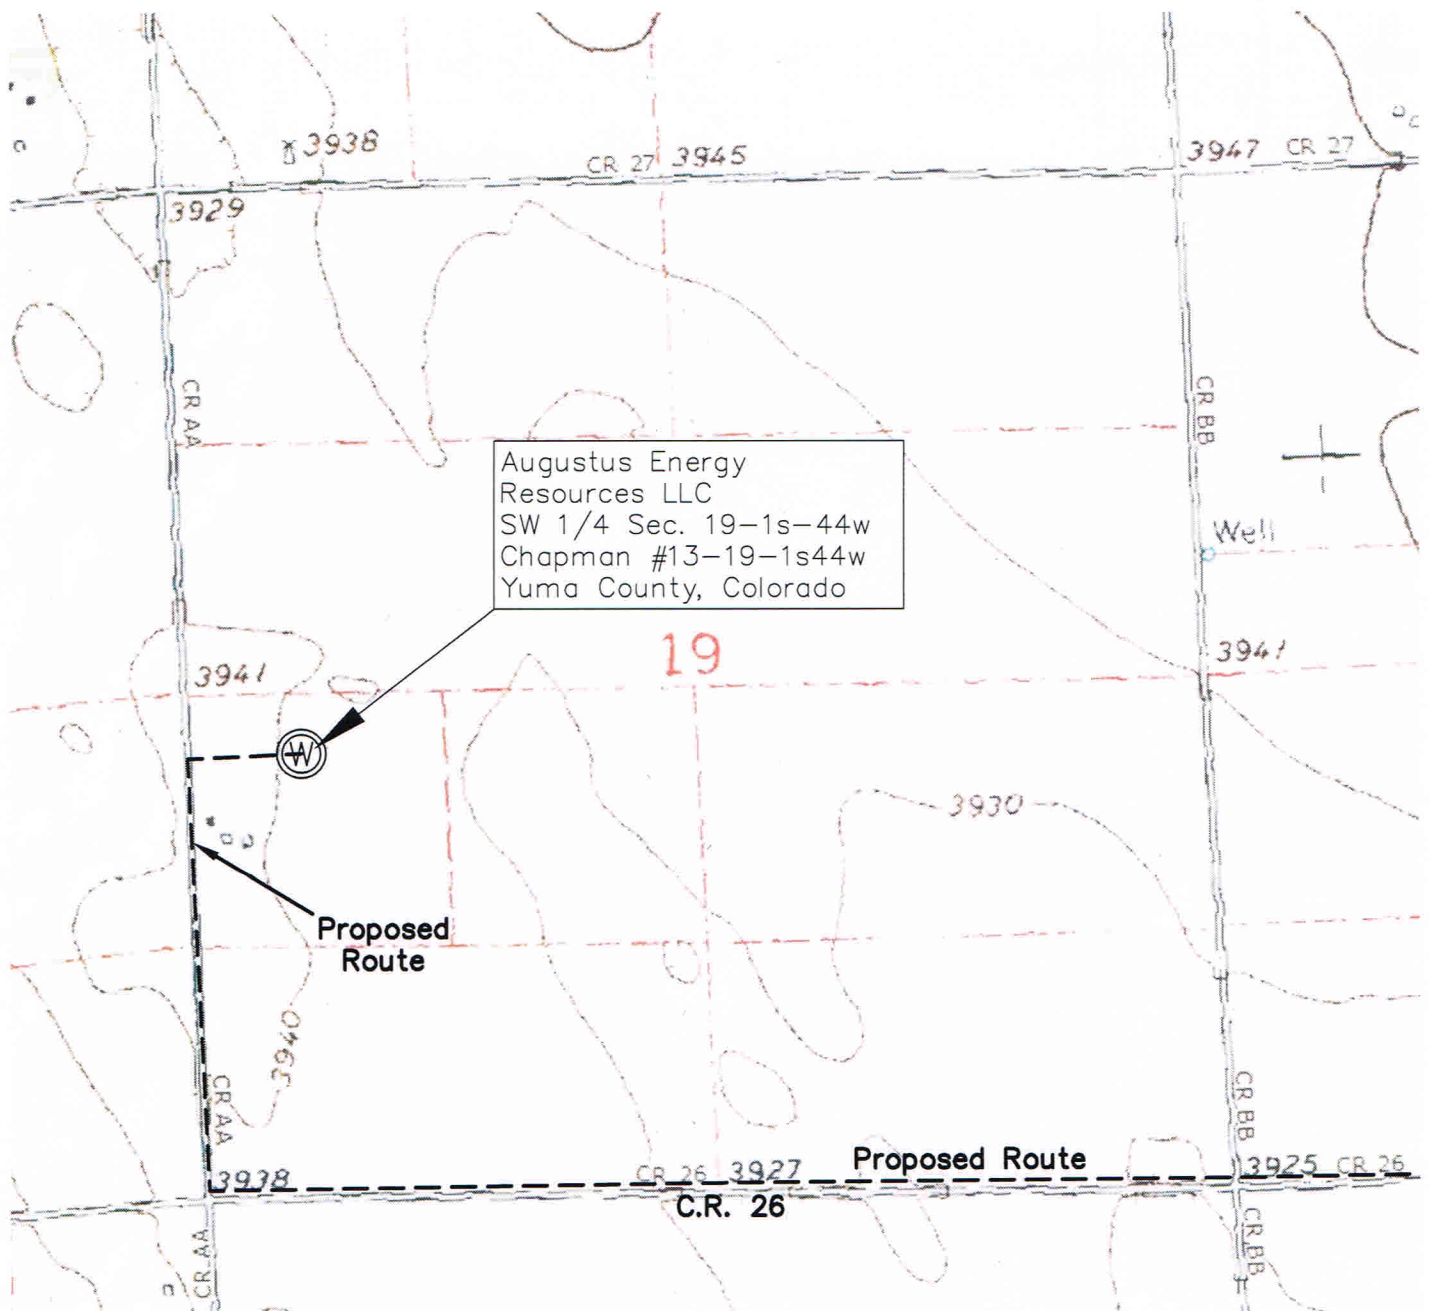 3938
CR 27
3945
3947
CR 27
3929
CR AA
CR BB
Augustus Energy
Resources LLC
SW 1/4 Sec. 19-1s-44w
Chapman #13-19-1s44w
Yuma County, Colorado
Well
19
3941
3941
W
3930
Proposed
Route
3940
CR AA
CR BB
3938
CR 26
3927
Proposed Route
3925
CR 26
C.R. 26
CR AA
CR BB